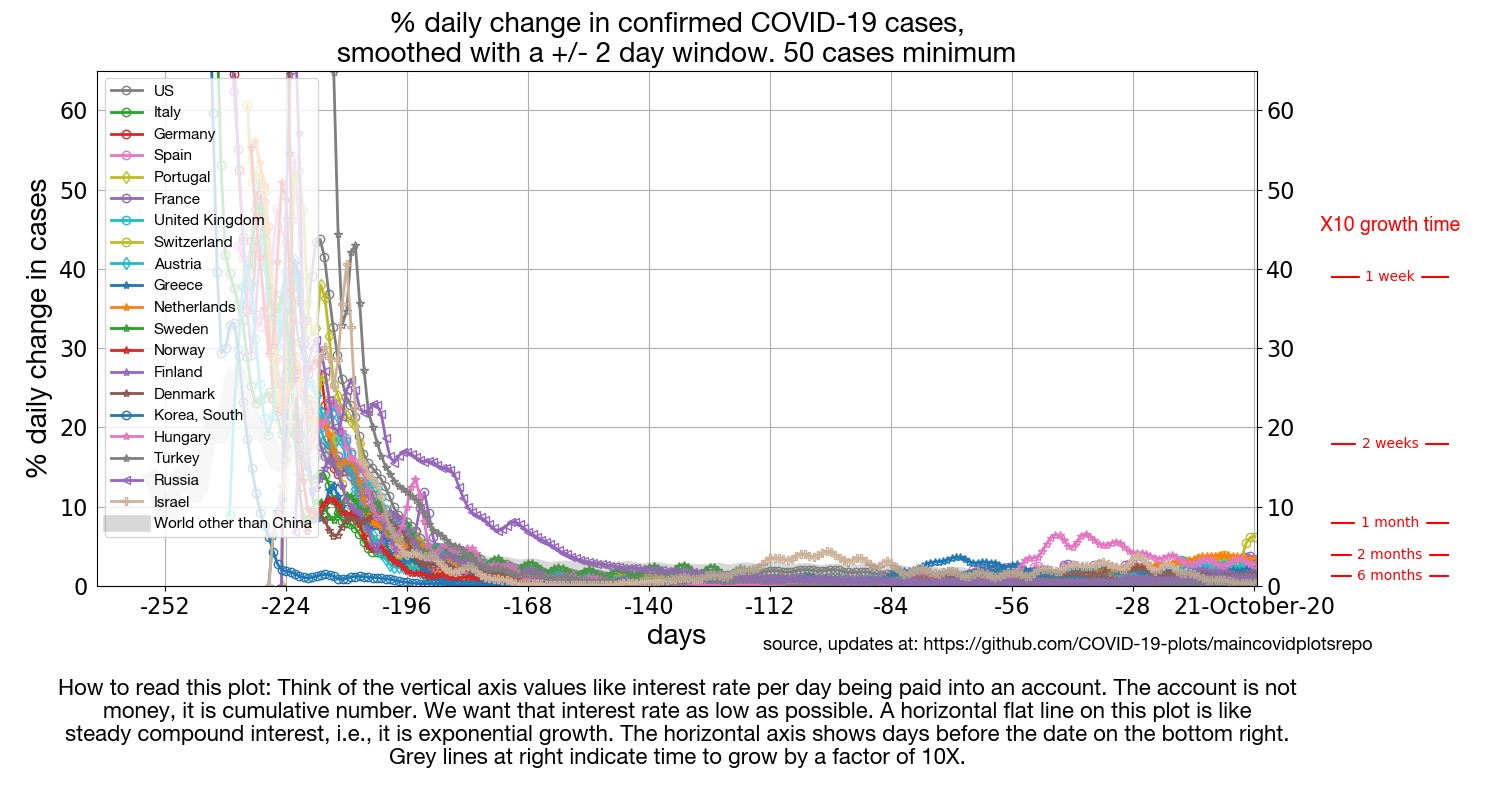 % daily change in confirmed COVID-19 cases,
smoothed with a +/- 2 day window. 50 cases minimum
% daily change in cases
60
50
40
30
20
10
0
US
Italy
Germany
Spain
Portugal
France
United Kingdom
Switzerland
Austria
Greece
Netherlands
Sweden
Norway
Finland
Denmark
Korea, South
Hungary
Turkey
Russia
Israel
World other than China
60
50
40
30
20
10
0
X10 growth time
1 week
2 weeks
1 month
2 months
6 months
-252 -224 -196 -168 -140 -112 -84 -56 -28 21-October-20
days
source, updates at: https://github.com/COVID-19-plots/maincovidplotsrepo
How to read this plot: Think of the vertical axis values like interest rate per day being paid into an account. The account is not
money, it is cumulative number. We want that interest rate as low as possible. A horizontal flat line on this plot is like
steady compound interest, i.e., it is exponential growth. The horizontal axis shows days before the date on the bottom right.
Grey lines at right indicate time to grow by a factor of 10X.